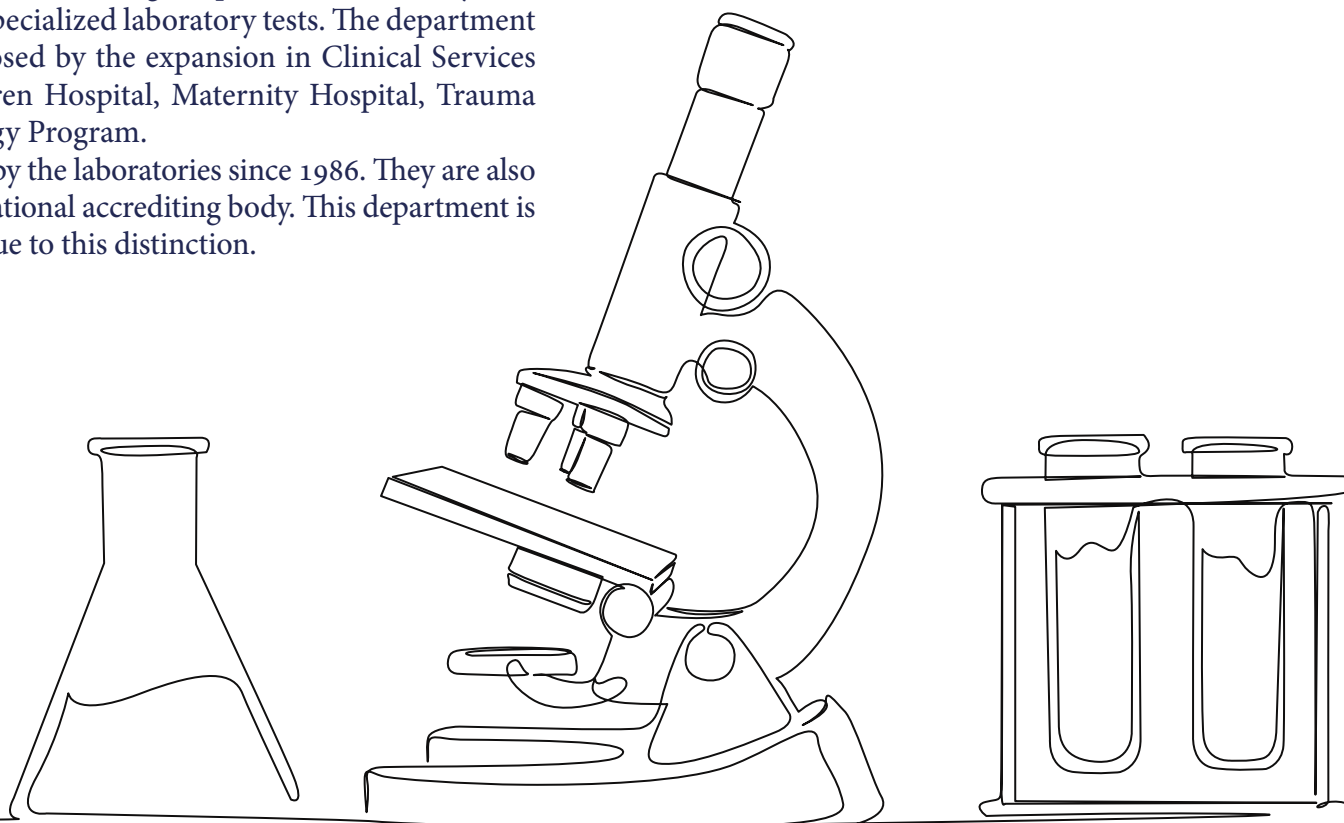 pecialized laboratory tests. The department
osed by the expansion in Clinical Services
ren Hospital, Maternity Hospital, Trauma
gy Program.
by the laboratories since 1986. They are also
ational accrediting body. This department is
ue to this distinction.